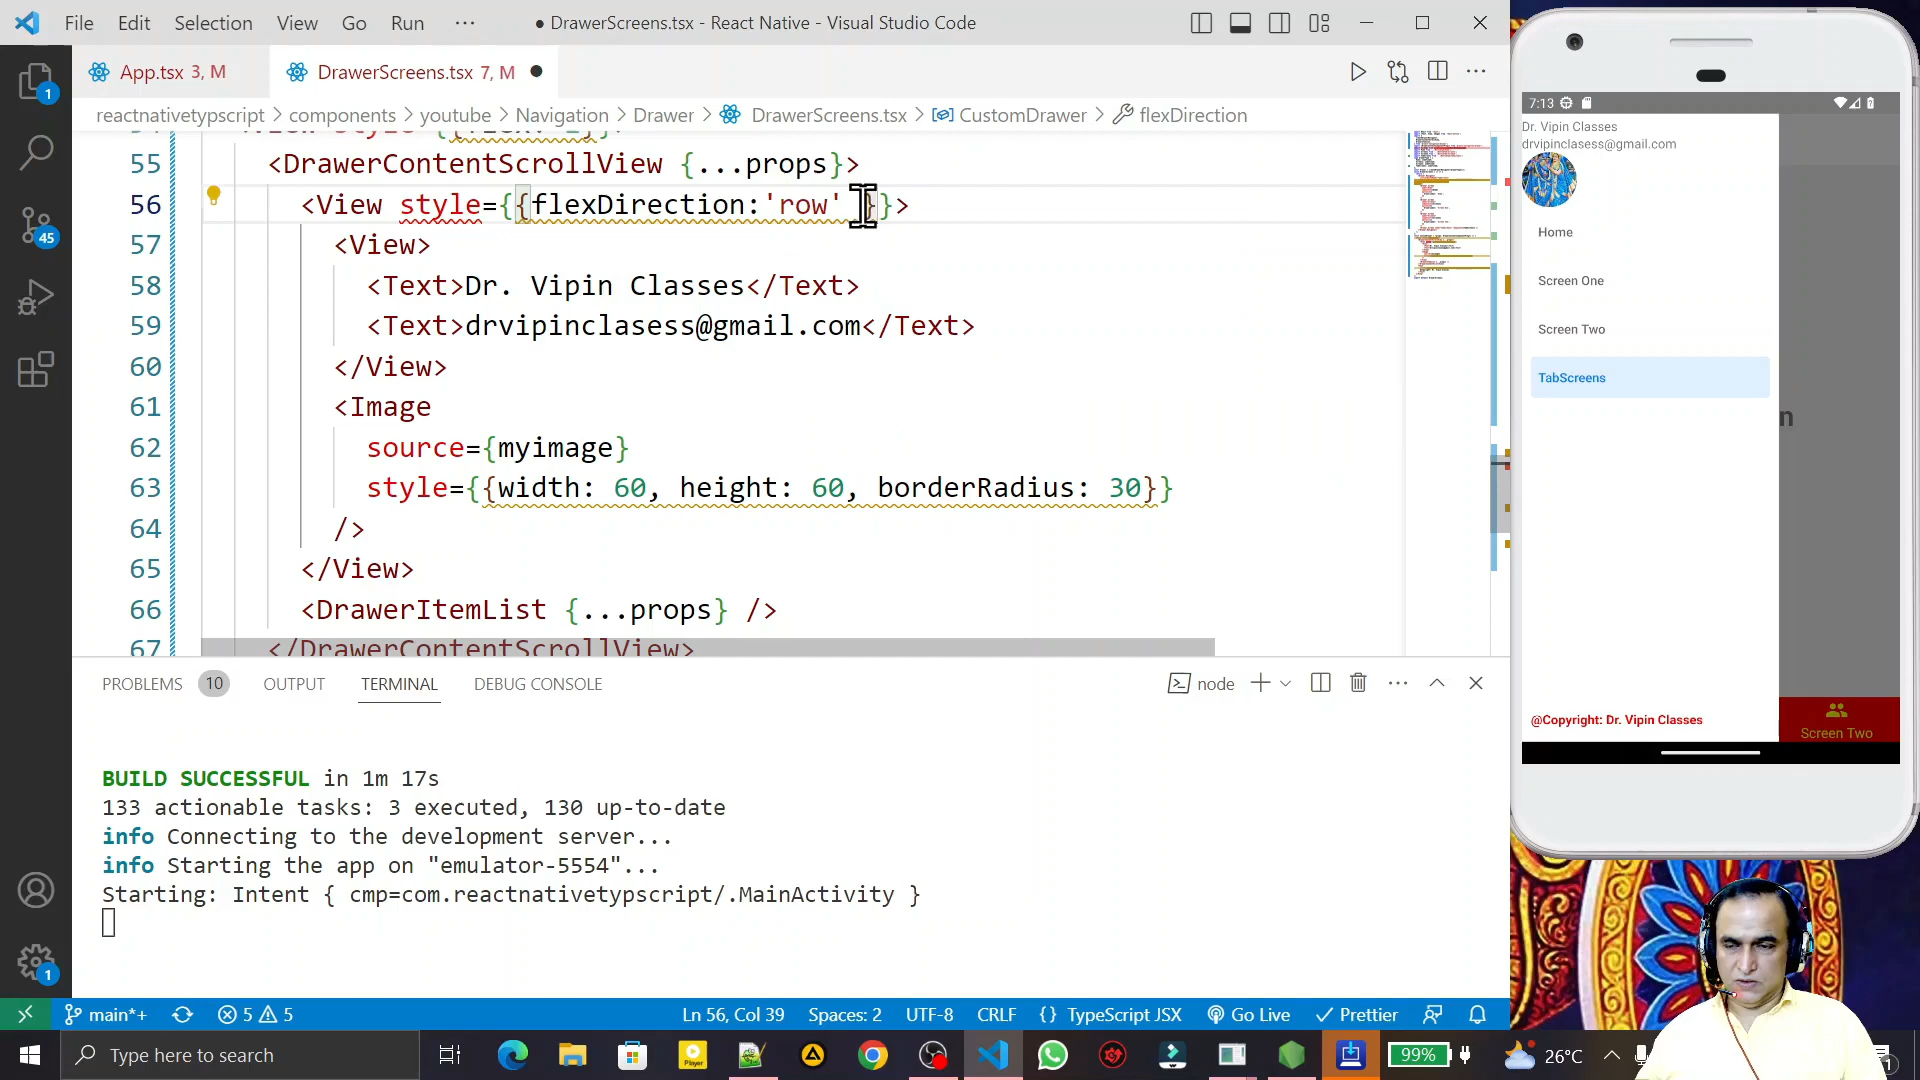 File Edit Selection View Go Run ··· ● DrawerScreens.tsx - React Native - Visual Studio Code
App.tsx 3, M DrawerScreens.tsx 7, M ●
reactnativetypscript > components > youtube > Navigation > Drawer > DrawerScreens.tsx > CustomDrawer > flexDirection
55 <DrawerContentScrollView {...props}>
56 <View style={{flexDirection:'row' }}>
57 <View>
58 <Text>Dr. Vipin Classes</Text>
59 <Text>drvipinclasess@gmail.com</Text>
60 </View>
61 <Image
62 source={myimage}
63 style={{width: 60, height: 60, borderRadius: 30}}
64 />
65 </View>
66 <DrawerItemList {...props} />
67 </DrawerContentScrollView>
PROBLEMS 10 OUTPUT TERMINAL DEBUG CONSOLE node
BUILD SUCCESSFUL in 1m 17s
133 actionable tasks: 3 executed, 130 up-to-date
info Connecting to the development server...
info Starting the app on "emulator-5554"...
Starting: Intent { cmp=com.reactnativetypscript/.MainActivity }
1
45
1
main*+ 5 5 Ln 56, Col 39 Spaces: 2 UTF-8 CRLF {} TypeScript JSX Go Live Prettier
Type here to search 99% 26°C 1
7:13
Dr. Vipin Classes
drvipinclasess@gmail.com
Home
Screen One
Screen Two
TabScreens
n
@Copyright: Dr. Vipin Classes
Screen Two